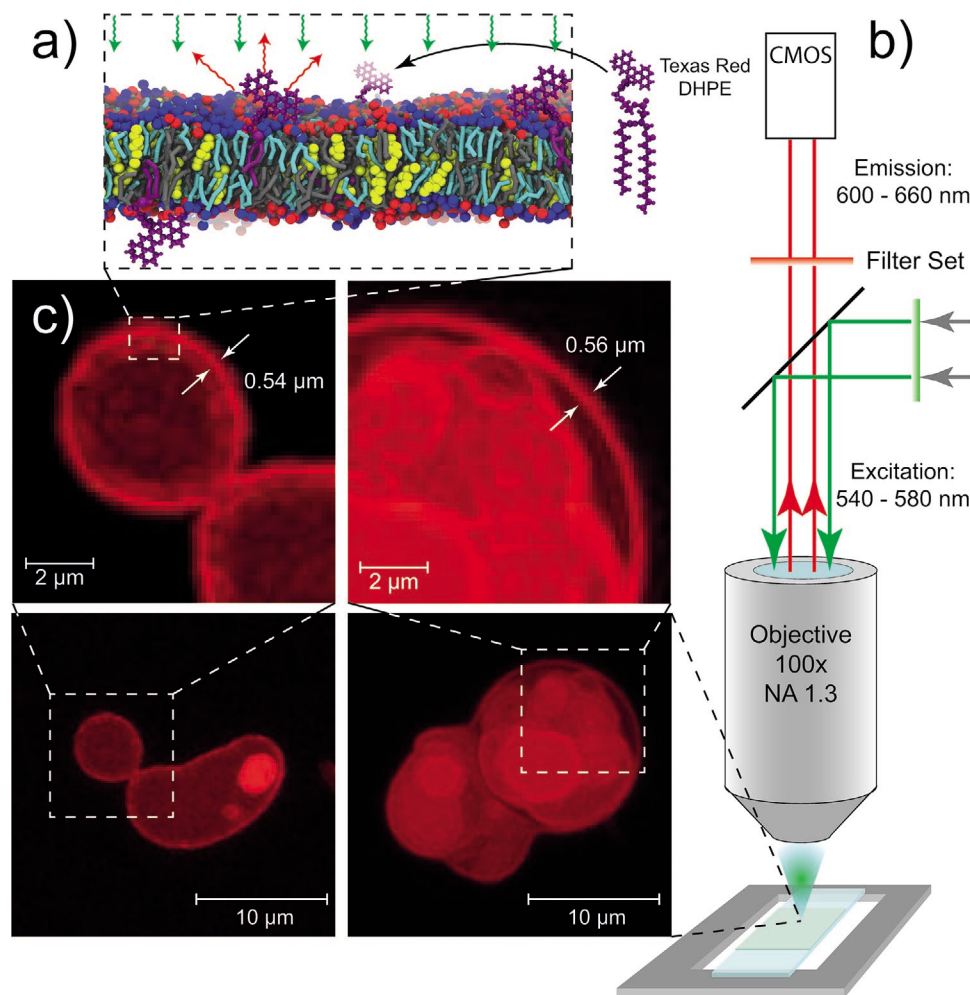 a)
Texas Red
DHPE
b)
CMOS
Emission:
600 - 660 nm
Filter Set
c)
0.54 µm
0.56 µm
Excitation:
540 - 580 nm
2 µm
2 µm
Objective
100x
NA 1.3
10 µm
10 µm